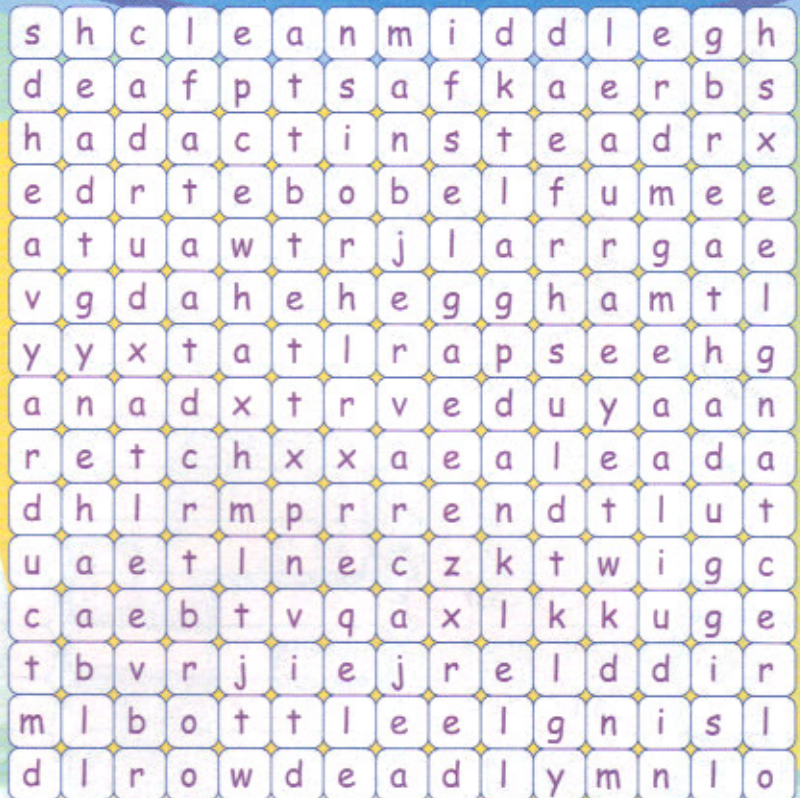 s h c l e a n m i d d l e g h
d e a f p t s a f k a e r b s
h a d a c t i n s t e a d r x
e d r t e b o b e l f u m e e
a t u a w t r j l a r r g a e
v g d a h e h e g g h a m t l
y y x t a t l r a p s e e h g
a n a d x t r v e d u y a a n
r e t c h x x a e a l e a d a
d h l r m p r r e n d t l u t
u a e t l n e c z k t w i g c
c a e b t v q a x l k k u g e
t b v r j i e j r e l d d i r
m l b o t t l e e l g n i s l
d l r o w d e a d l y m n l o